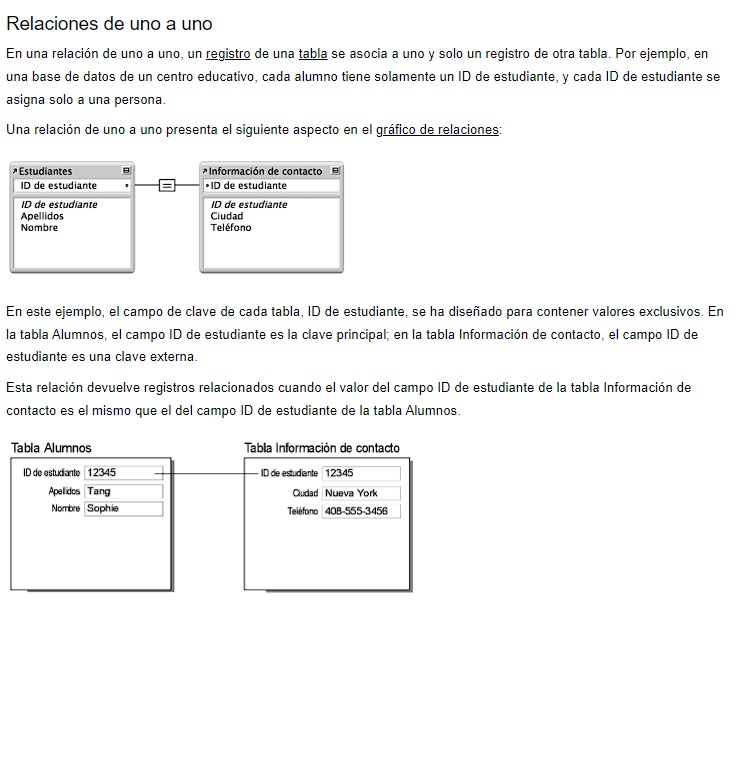 Relaciones de uno a uno
En una relación de uno a uno, un registro de una tabla se asocia a uno y solo un registro de otra tabla. Por ejemplo, en
una base de datos de un centro educativo, cada alumno tiene solamente un ID de estudiante, y cada ID de estudiante se
asigna solo a una persona.
Una relación de uno a uno presenta el siguiente aspecto en el gráfico de relaciones:
Estudiantes
ID de estudiante
ID de estudiante
Apellidos
Nombre
=
Información de contacto
ID de estudiante
ID de estudiante
Ciudad
Teléfono
En este ejemplo, el campo de clave de cada tabla, ID de estudiante, se ha diseñado para contener valores exclusivos. En
la tabla Alumnos, el campo ID de estudiante es la clave principal; en la tabla Información de contacto, el campo ID de
estudiante es una clave externa.
Esta relación devuelve registros relacionados cuando el valor del campo ID de estudiante de la tabla Información de
contacto es el mismo que el del campo ID de estudiante de la tabla Alumnos.
Tabla Alumnos
ID de estudiante 12345
Apellidos Tang
Nombre Sophie
Tabla Información de contacto
ID de estudiante 12345
Ciudad Nueva York
Teléfono 408-555-3456